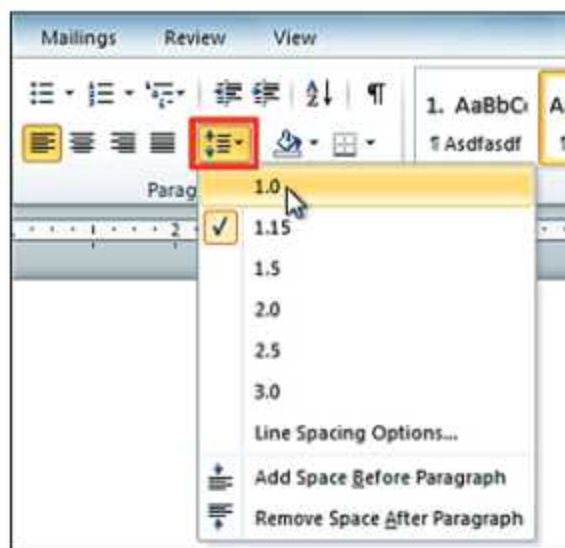 Mailings Review View
1. AaBbC
¶ Asdfasdf
Parag
1.0
1.15
1.5
2.0
2.5
3.0
Line Spacing Options...
Add Space Before Paragraph
Remove Space After Paragraph